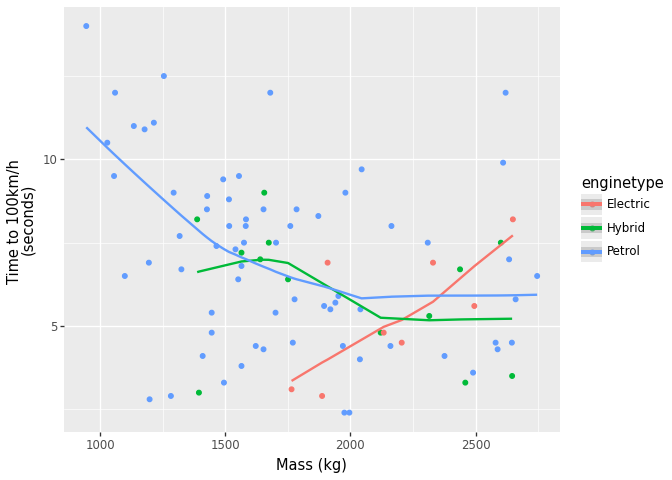 10
5
1000
1500
2000
2500
Time to 100km/h
(seconds)
Mass (kg)
enginetype
Electric
Hybrid
Petrol